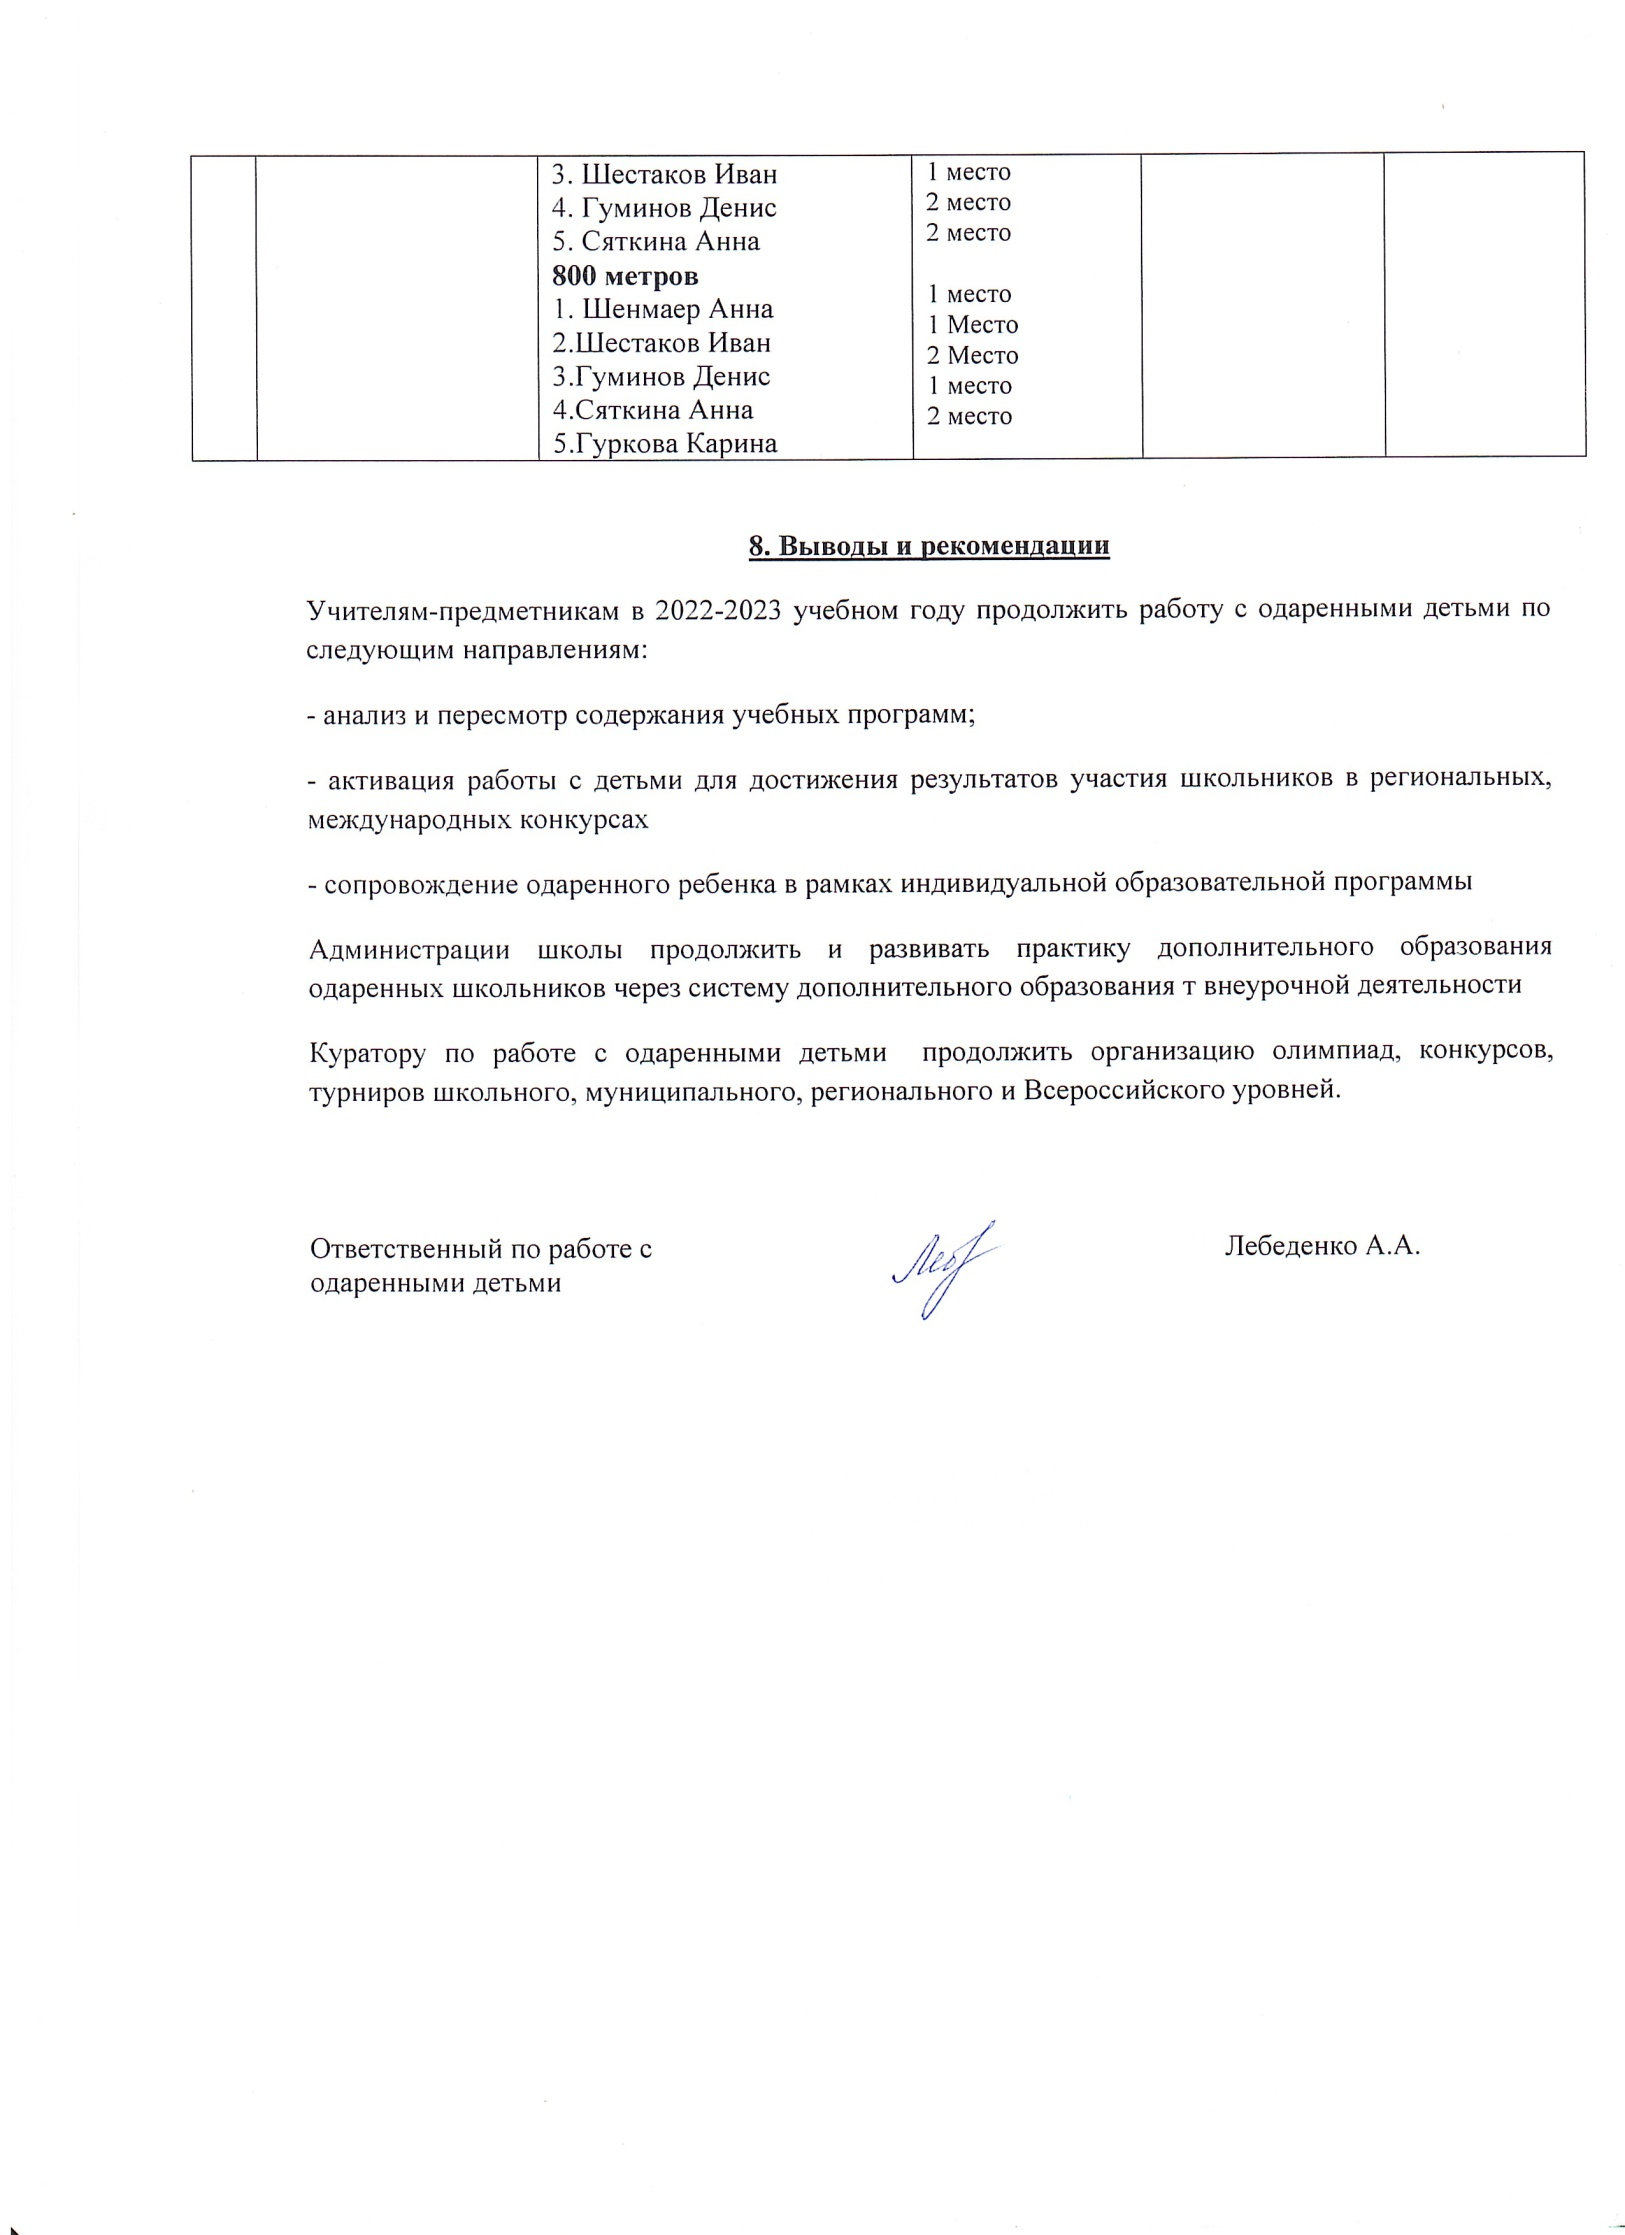 3. Шестаков Иван
4. Гуминов Денис
5. Сяткина Анна
800 метров
1. Шенмаер Анна
2.Шестаков Иван
3.Гуминов Денис
4.Сяткина Анна
5.Гуркова Карина
1 место
2 место
2 место
1 место
1 Место
2 Место
1 место
2 место
8. Выводы и рекомендации
Учителям-предметникам в 2022-2023 учебном году продолжить работу с одаренными детьми по
следующим направлениям:
- анализ и пересмотр содержания учебных программ;
- активация работы с детьми для достижения результатов участия школьников в региональных,
международных конкурсах
- сопровождение одаренного ребенка в рамках индивидуальной образовательной программы
Администрации школы продолжить и развивать практику дополнительного образования
одаренных школьников через систему дополнительного образования т внеурочной деятельности
Куратору по работе с одаренными детьми продолжить организацию олимпиад, конкурсов,
турниров школьного, муниципального, регионального и Всероссийского уровней.
Ответственный по работе с
одаренными детьми
Леб
Лебеденко А.А.